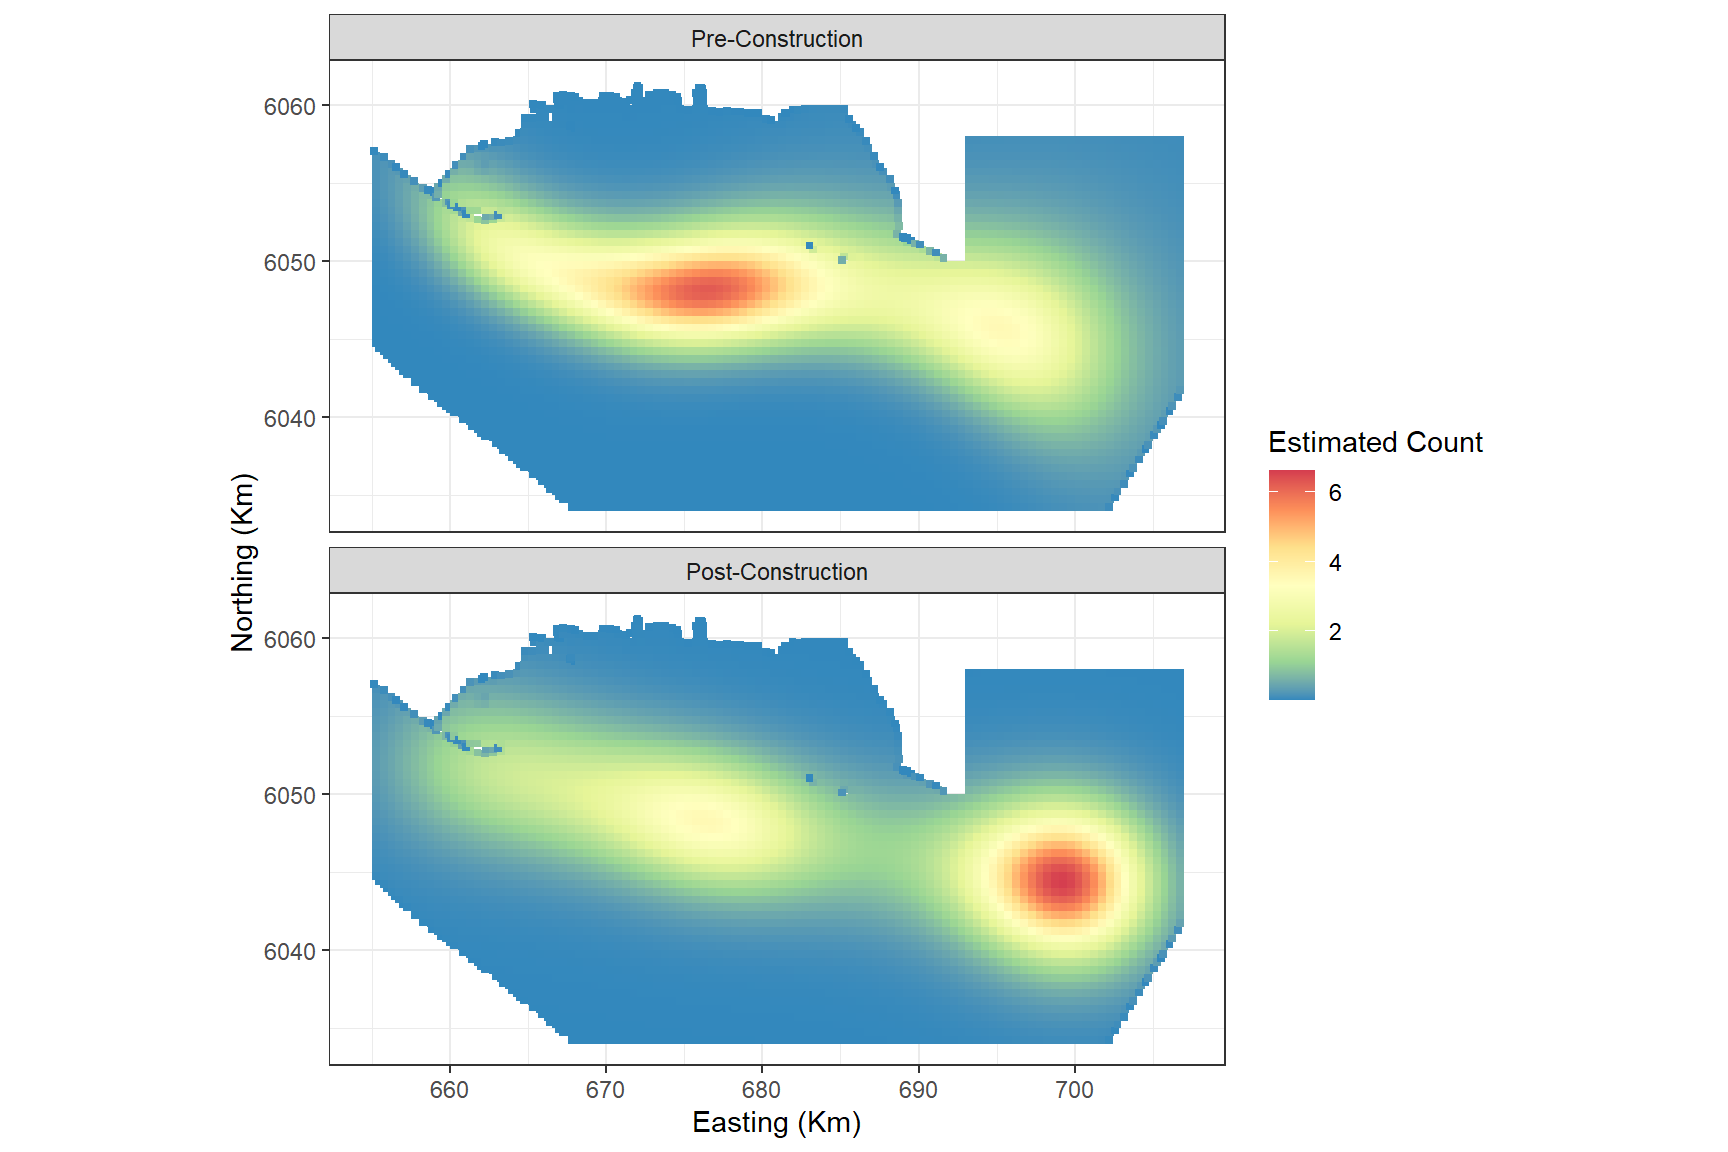 Pre-Construction
6060
6050
6040
Post-Construction
6060
6050
6040
660 670 680 690 700
Easting (Km)
Northing (Km)
Estimated Count
6
4
2